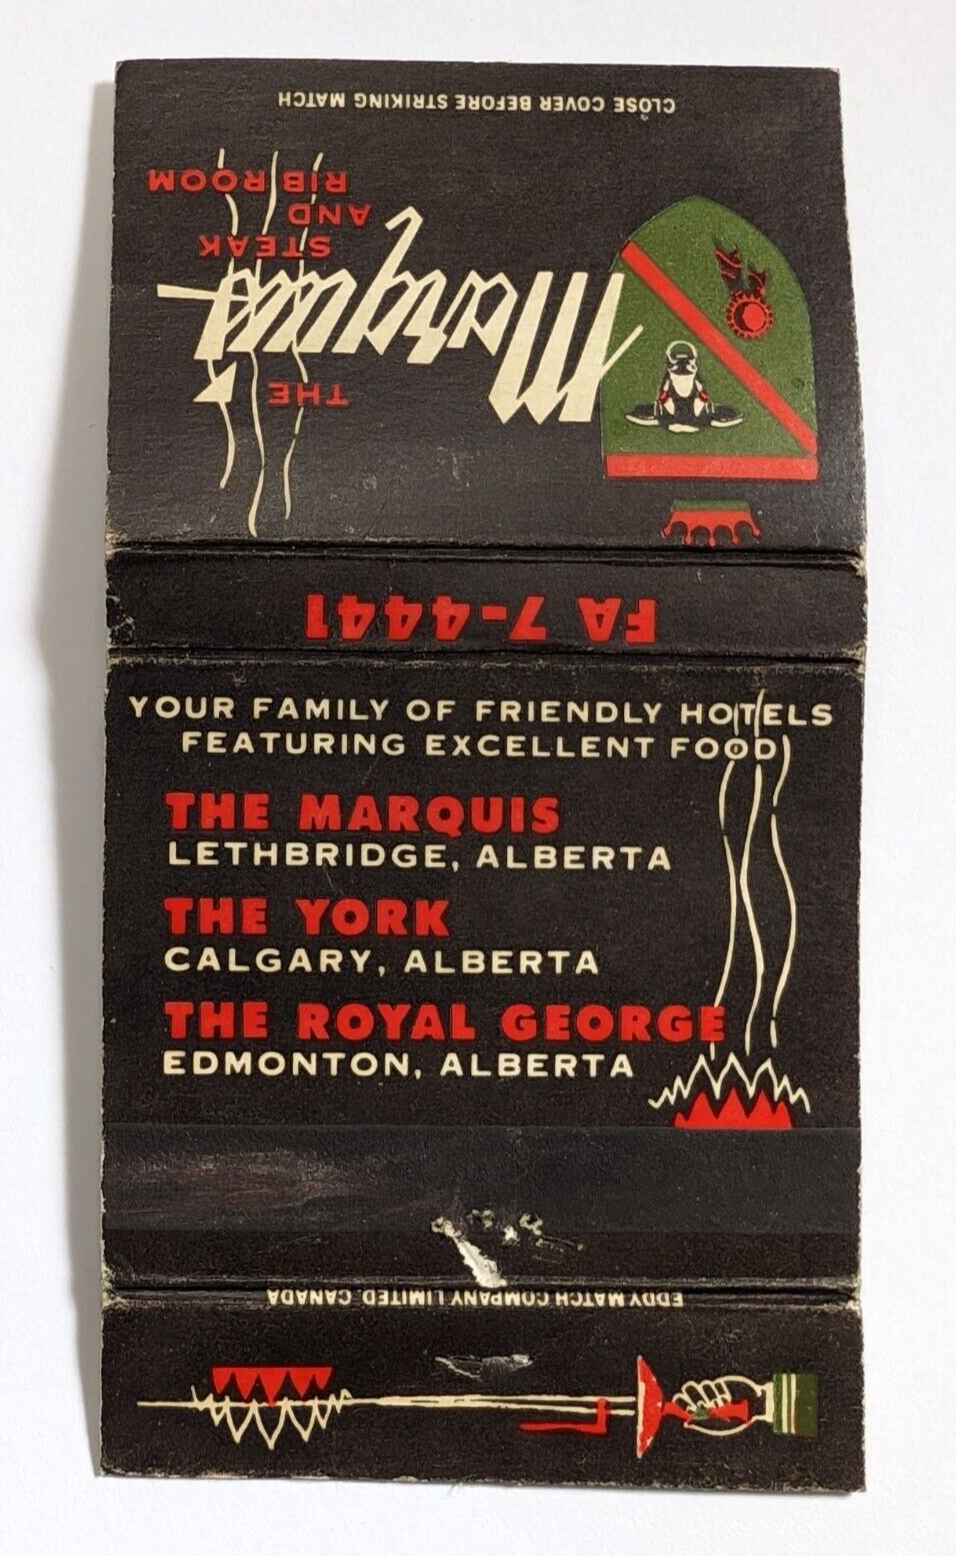 THE
Marquis
STEAK
AND
RIB ROOM
CLOSE COVER BEFORE STRIKING MATCH
FA 7-4441
YOUR FAMILY OF FRIENDLY HOTELS
FEATURING EXCELLENT FOOD
THE MARQUIS
LETHBRIDGE, ALBERTA
THE YORK
CALGARY, ALBERTA
THE ROYAL GEORGE
EDMONTON, ALBERTA
EDDY MATCH COMPANY LIMITED. CANADA